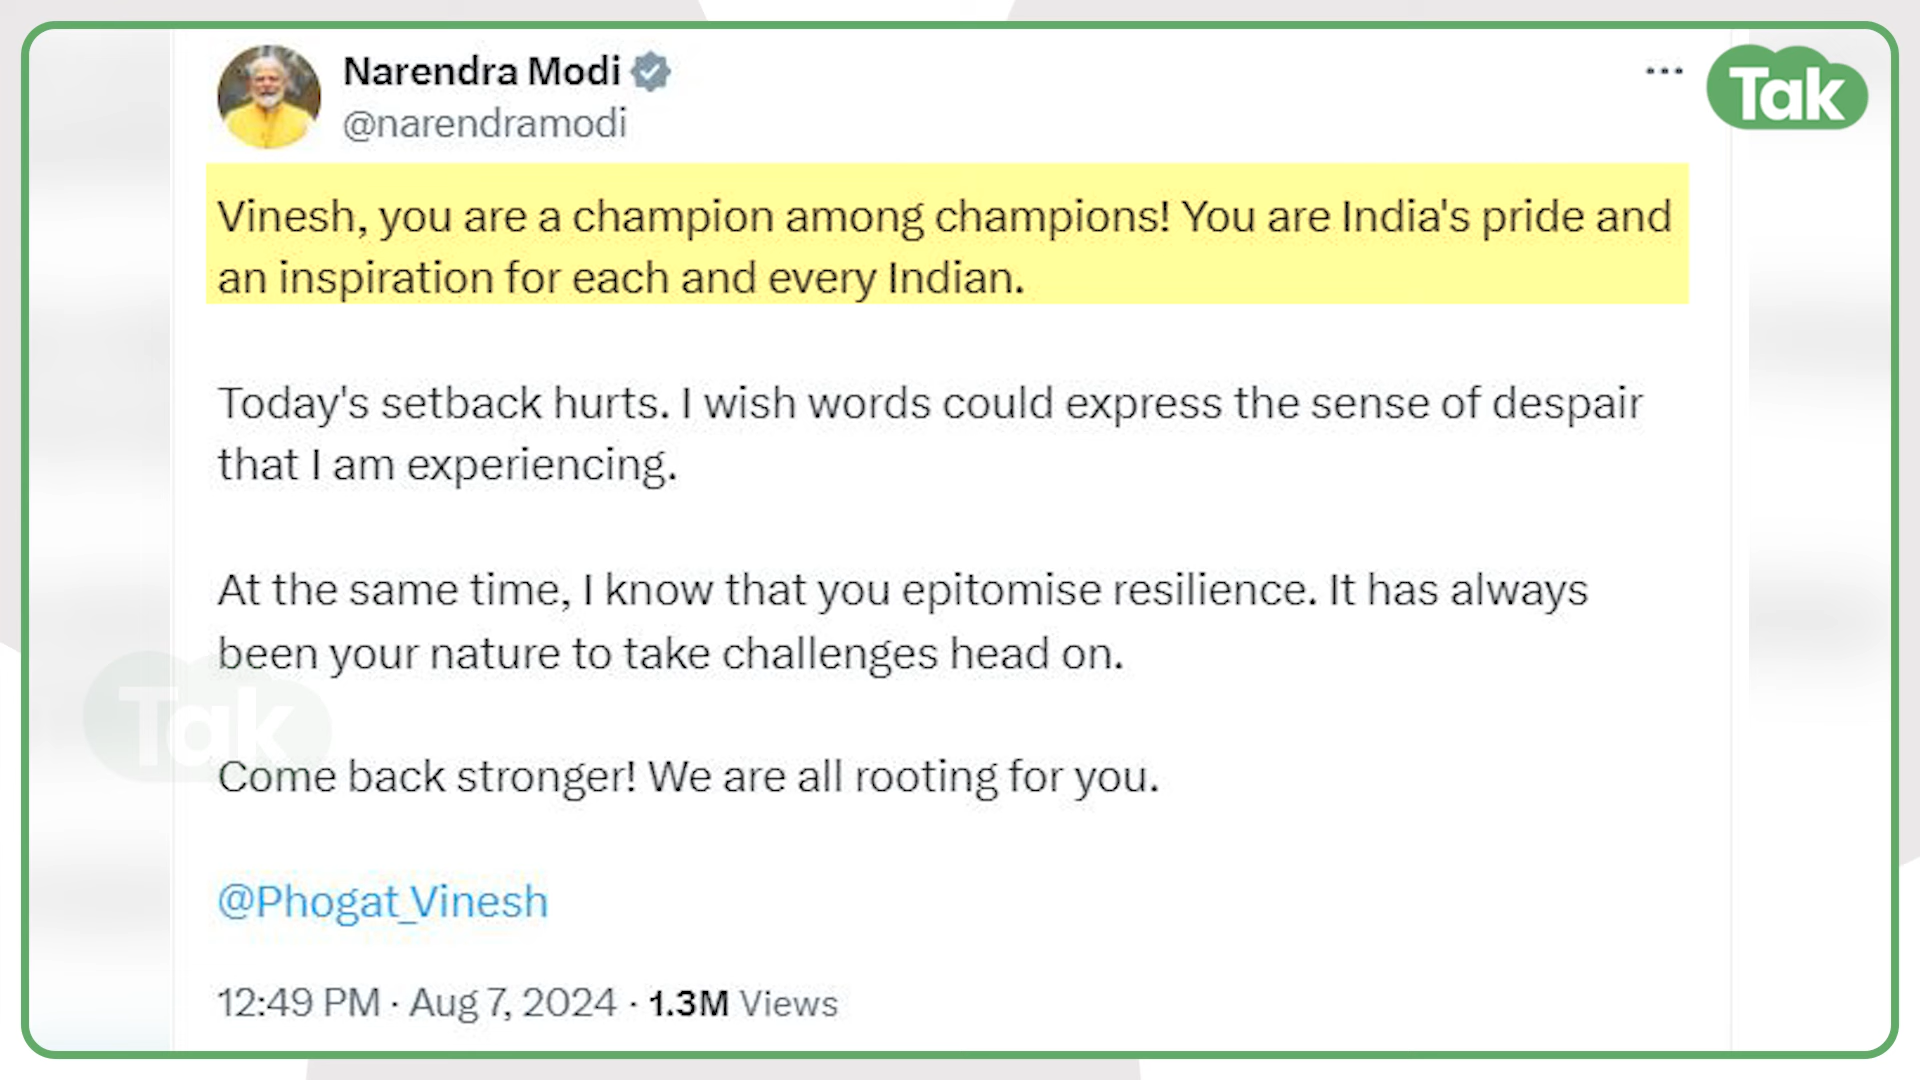 Narendra Modi
@narendramodi
Tak
Vinesh, you are a champion among champions! You are India's pride and
an inspiration for each and every Indian.
Today's setback hurts. I wish words could express the sense of despair
that I am experiencing.
At the same time, I know that you epitomise resilience. It has always
been your nature to take challenges head on.
Tak
Come back stronger! We are all rooting for you.
@Phogat_Vinesh
12:49 PM · Aug 7, 2024 · 1.3M Views